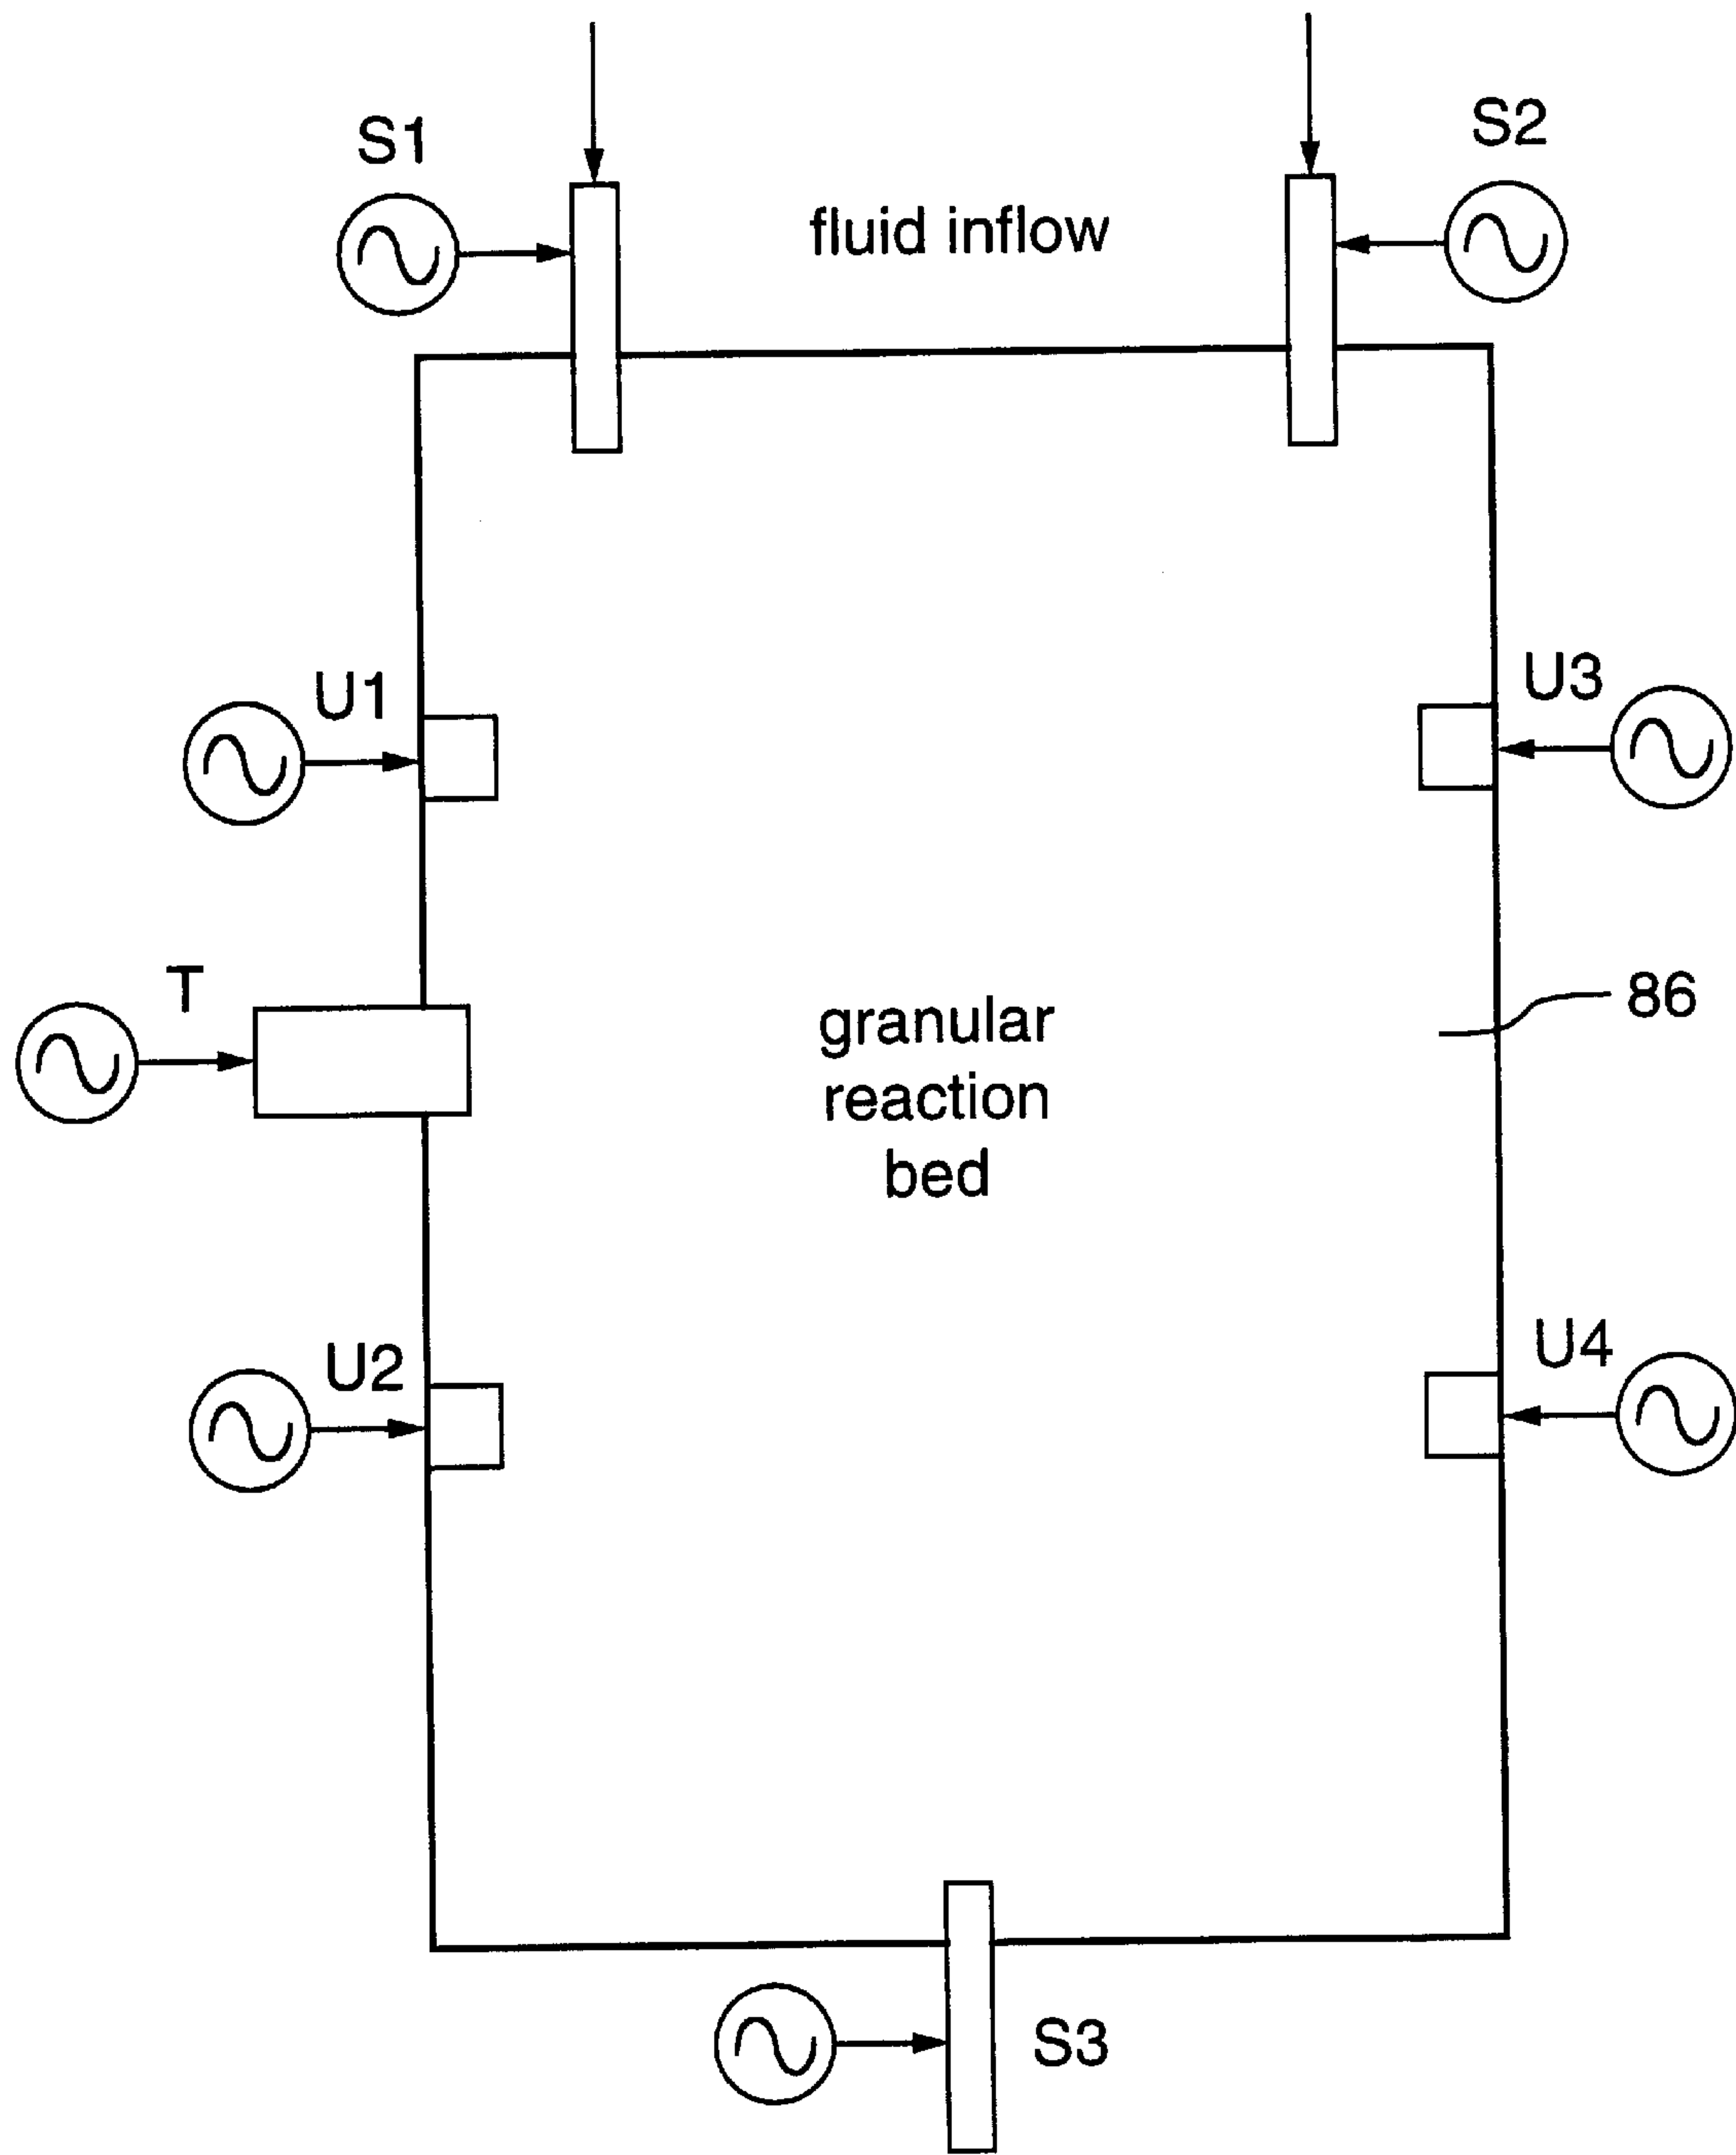 S1
S2
fluid inflow
U1
U3
T
granular
reaction
bed
86
U2
U4
S3